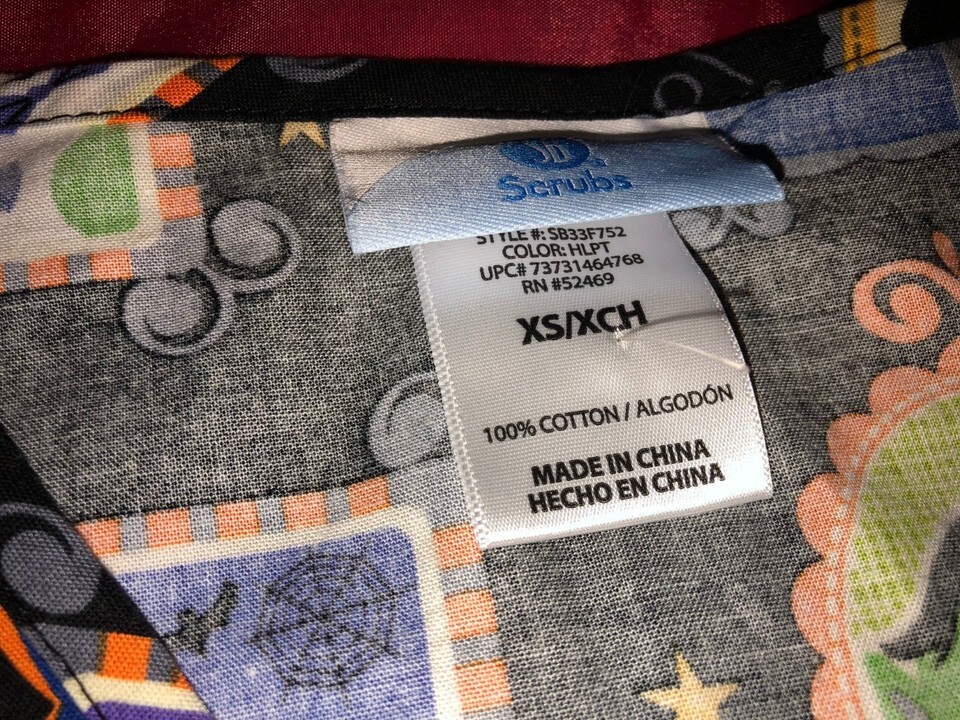 Scrubs
STYLE #: SB33F752
COLOR: HLPT
UPC# 73731464768
RN #52469
XS/XCH
100% COTTON / ALGODÓN
MADE IN CHINA
HECHO EN CHINA